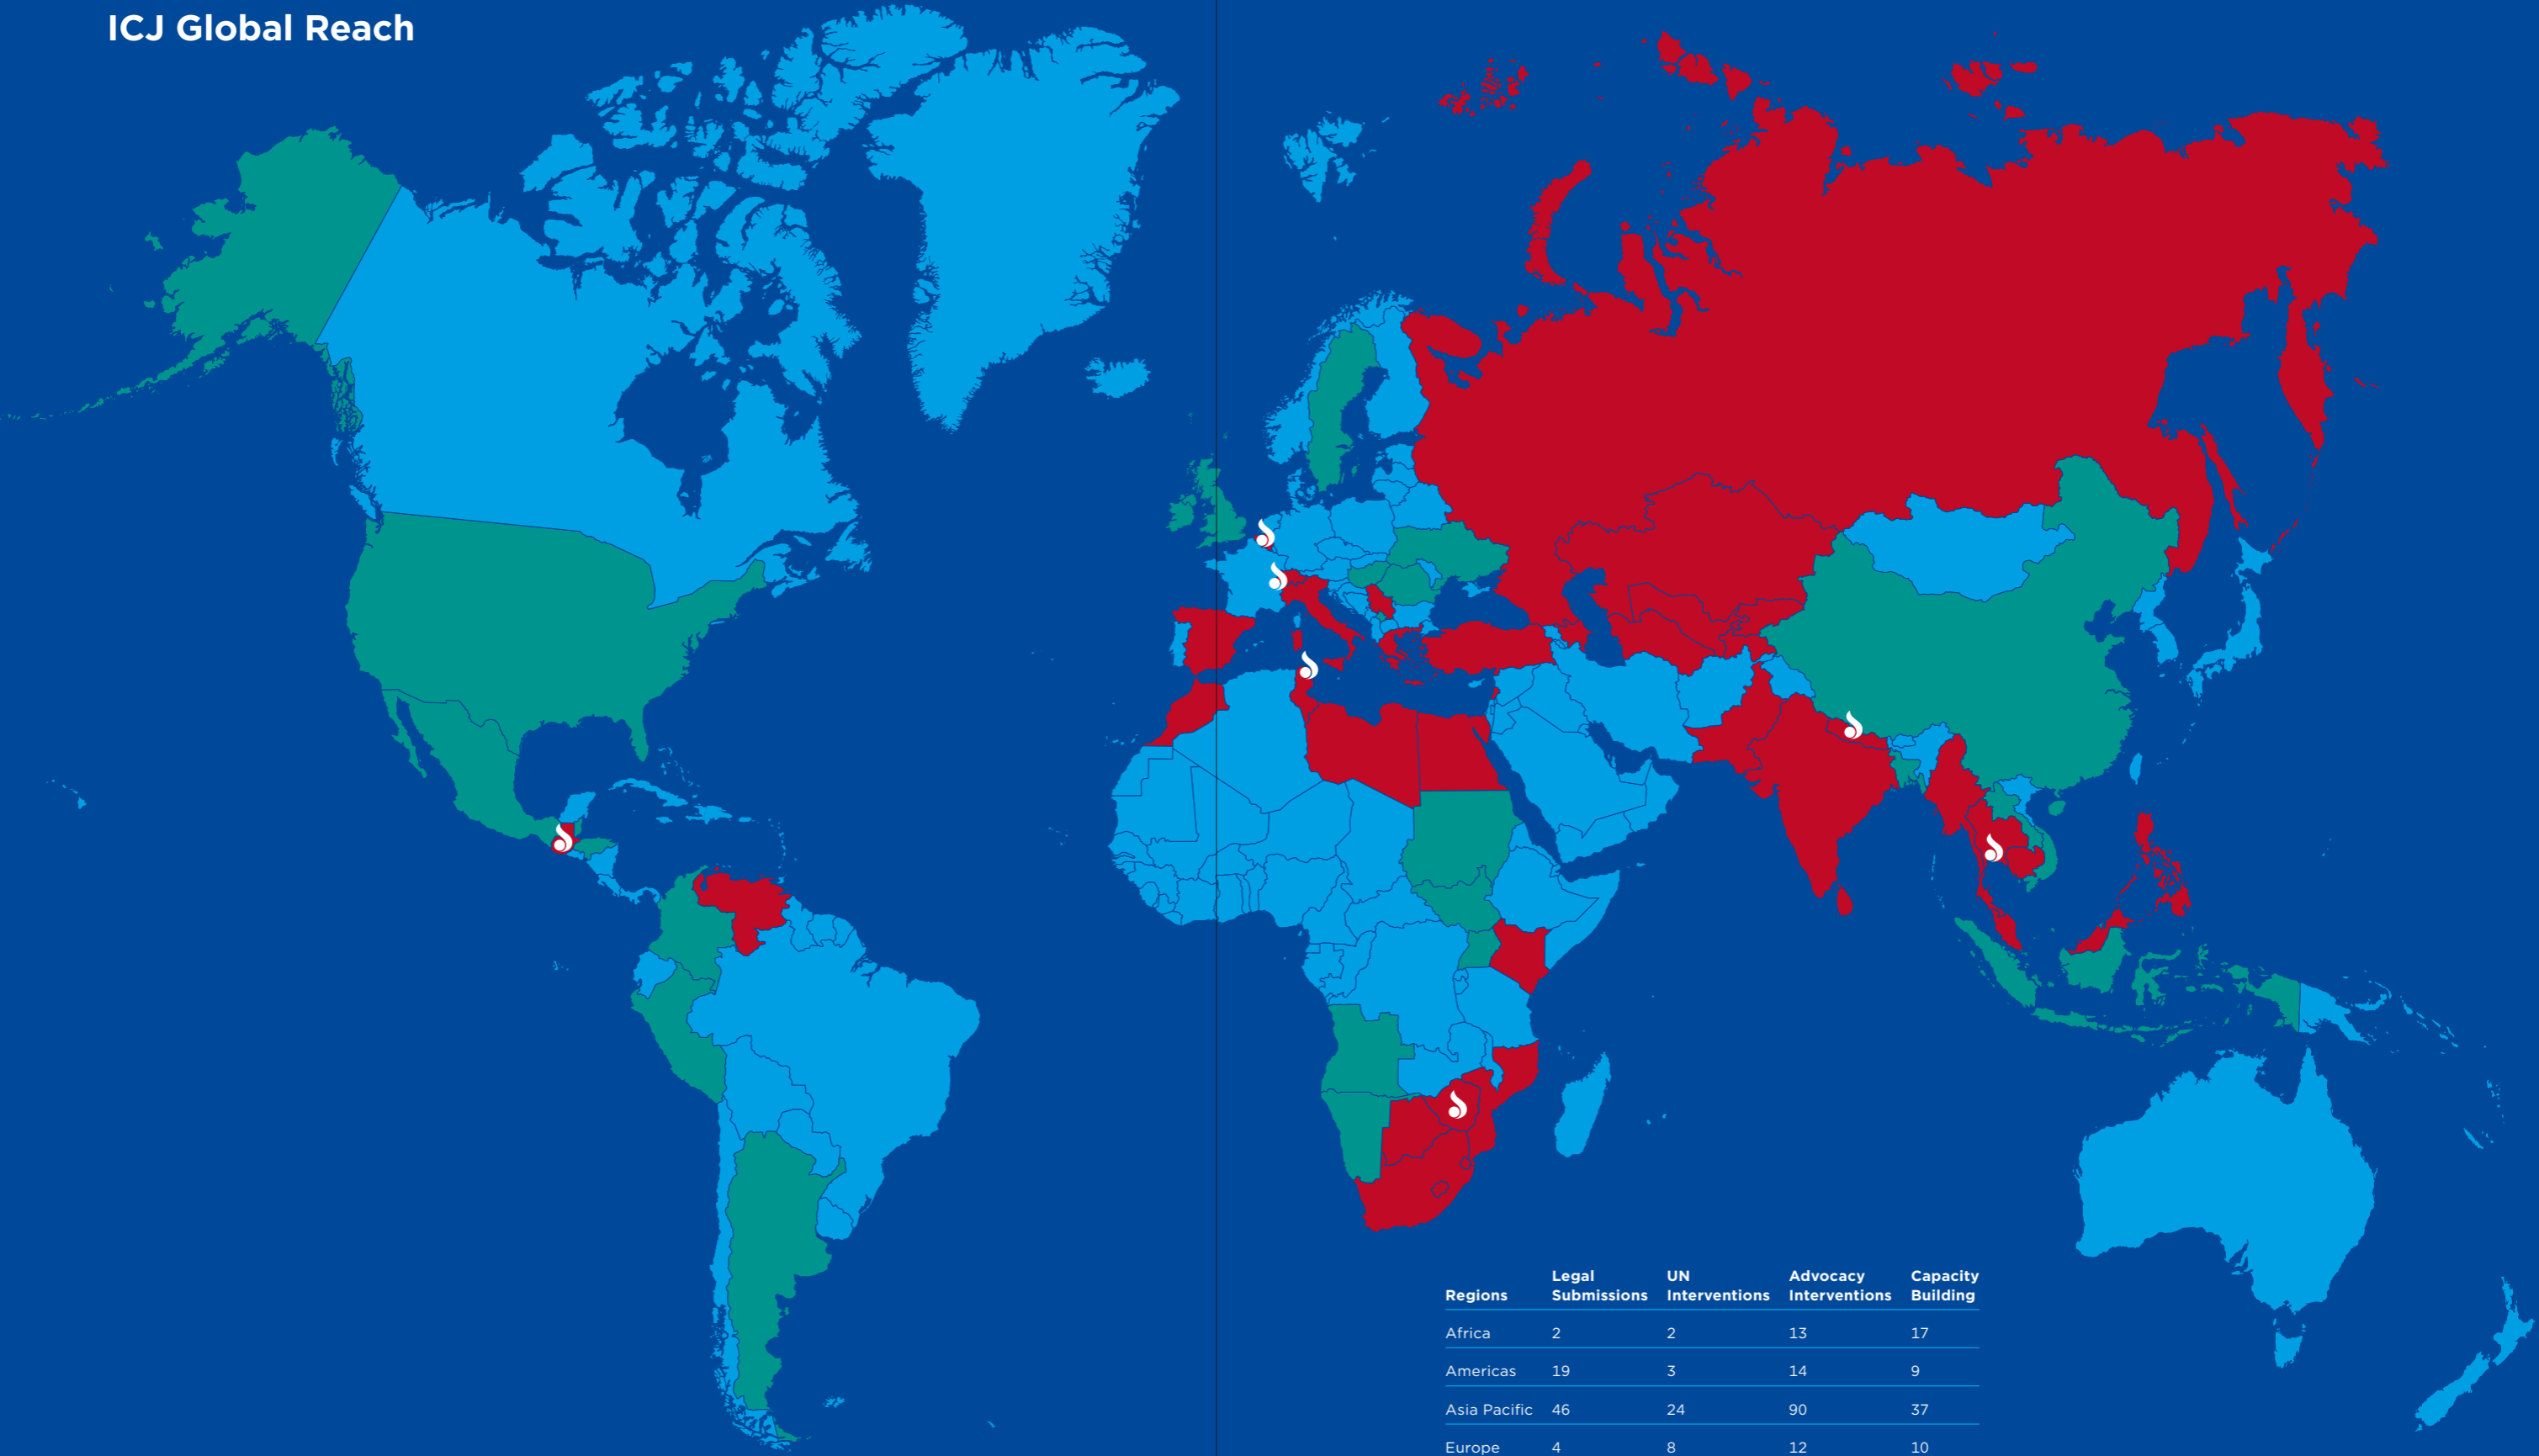 ICJ Global Reach
Regions Legal Submissions UN Interventions Advocacy Interventions Capacity Building
Africa 2 2 13 17
Americas 19 3 14 9
Asia Pacific 46 24 90 37
Europe 4 8 12 10